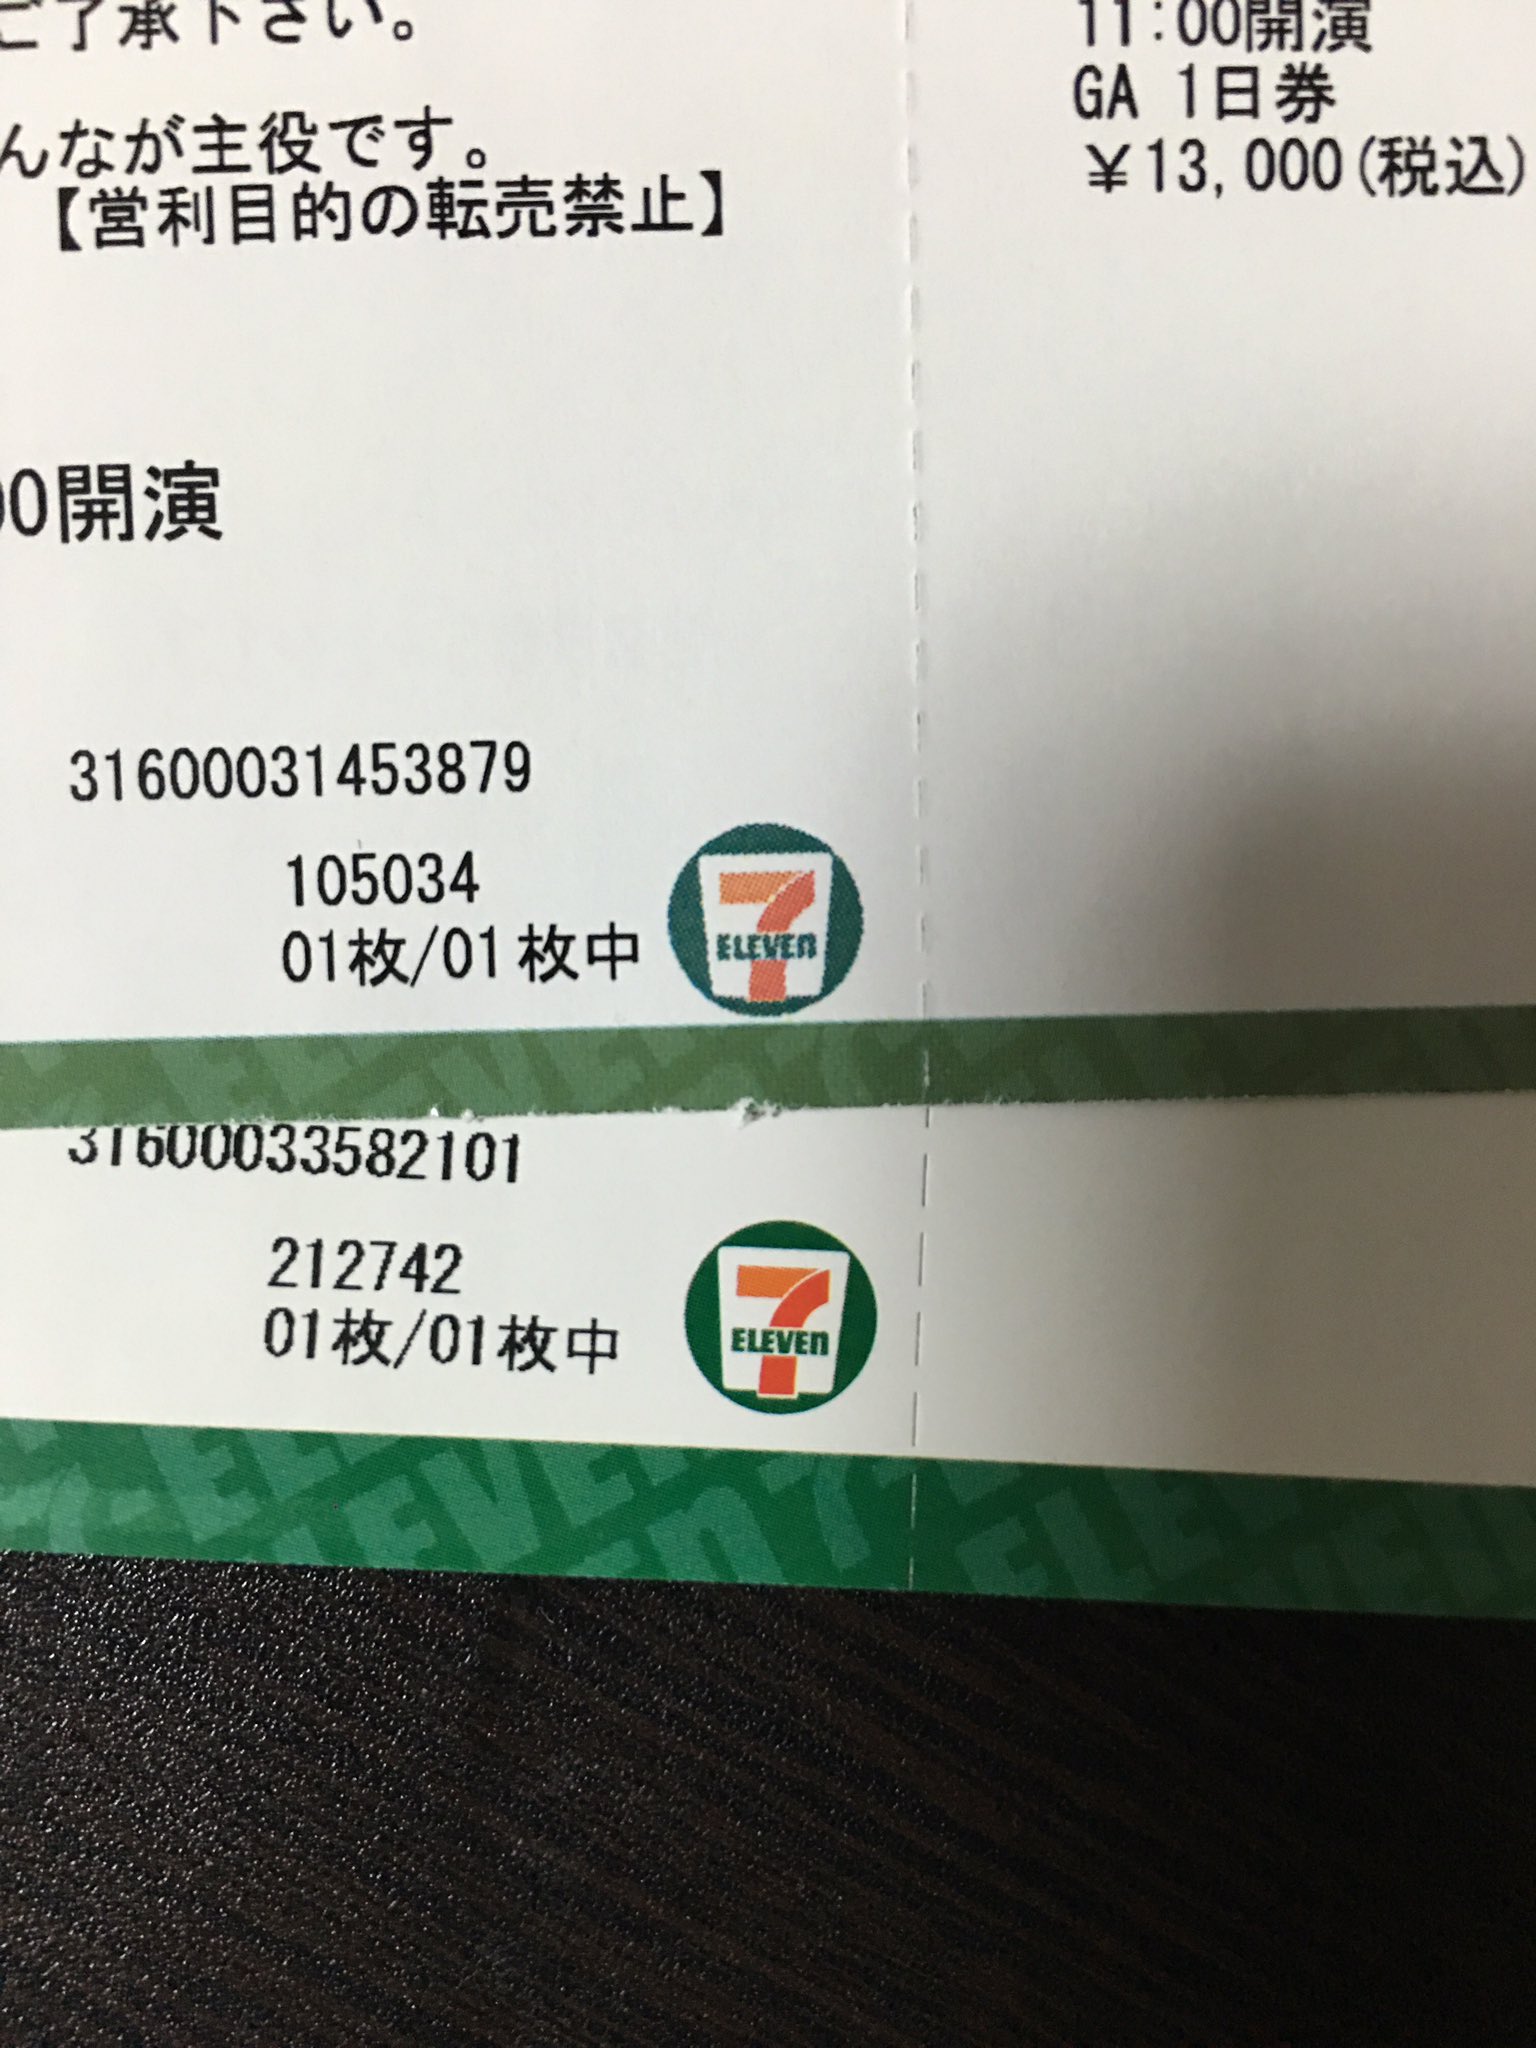 ご了承下さい。
んなが主役です。
【営利目的の転売禁止】
00開演
31600031453879
105034
01枚/01枚中
7
ELEVEn
11:00開演
GA 1日券
￥13,000(税込)
31600033582101
212742
01枚/01枚中
7
ELEVEn